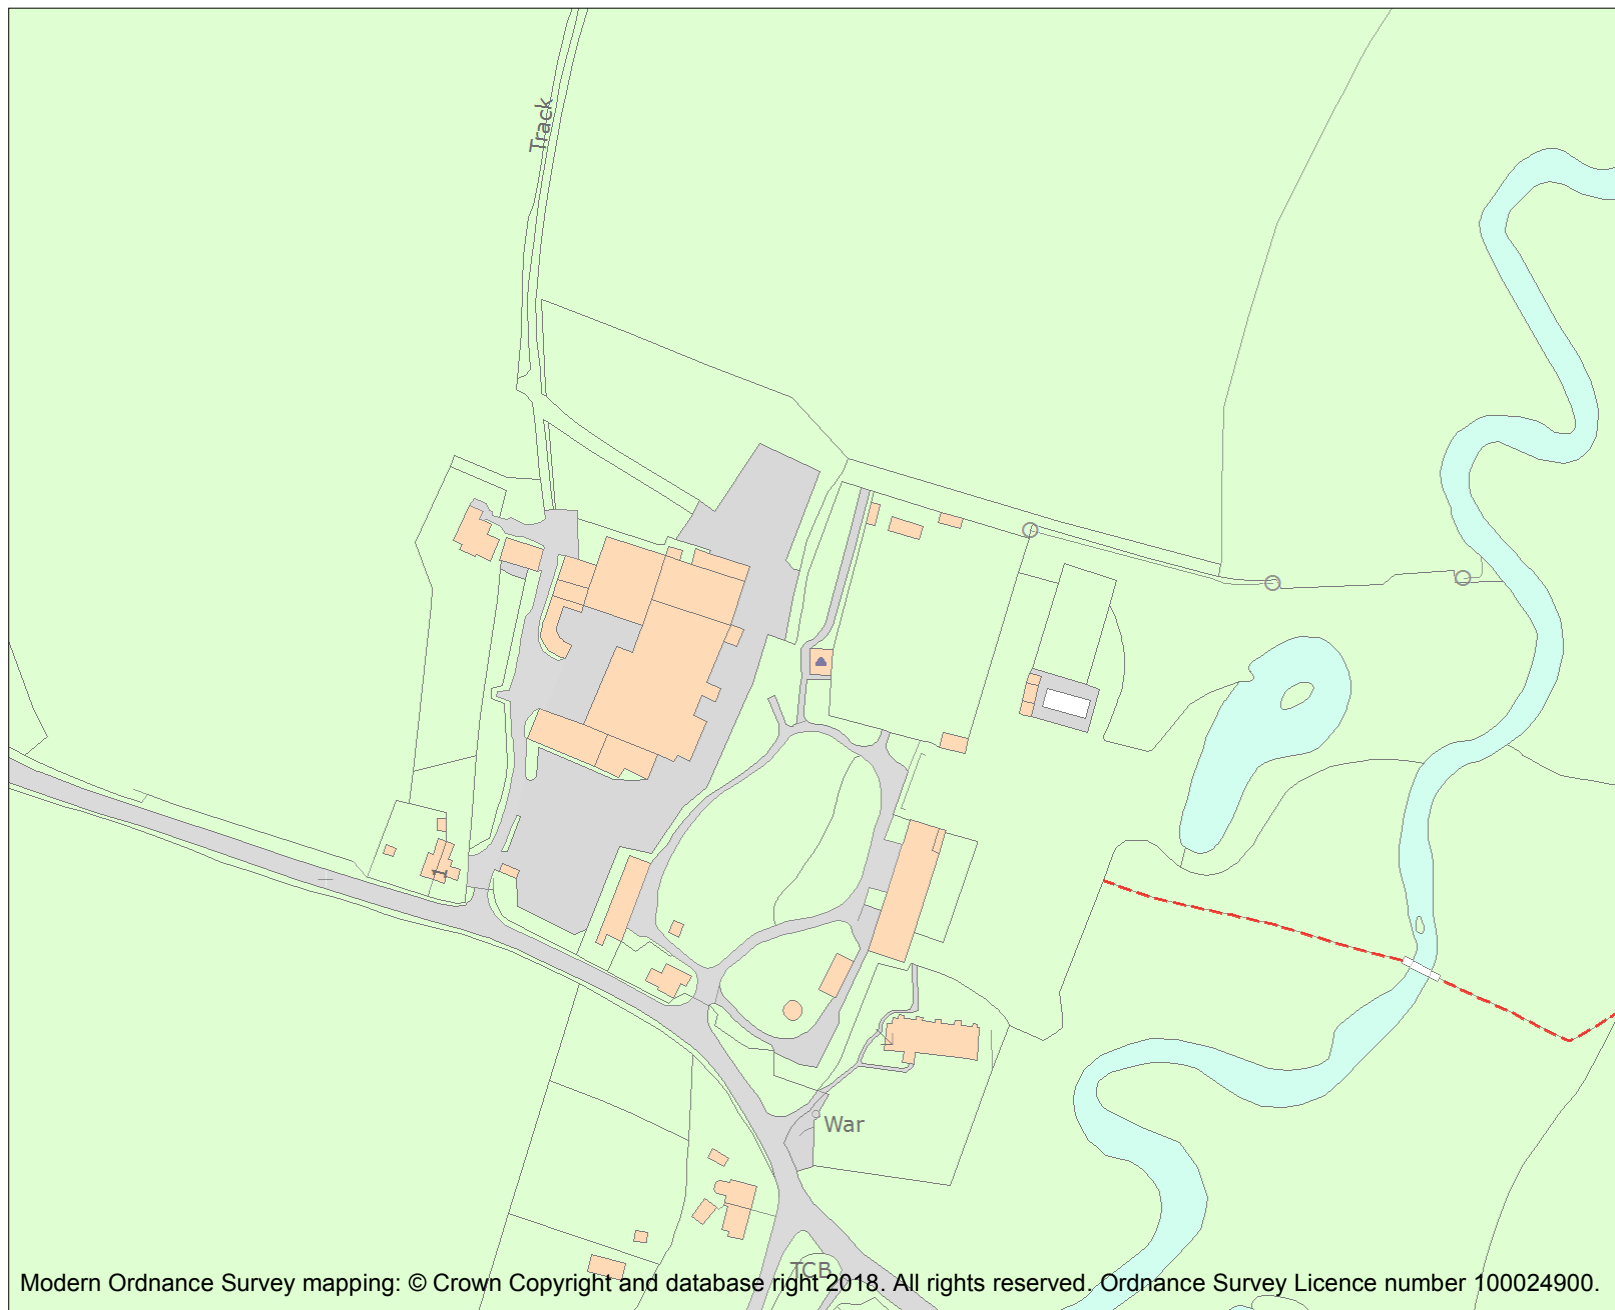 Track
1
War
TCB
Modern Ordnance Survey mapping: © Crown Copyright and database right 2018. All rights reserved. Ordnance Survey Licence number 100024900.